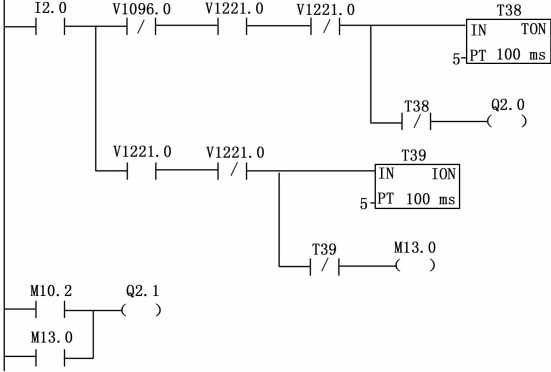 I2.0 V1096.0 V1221.0 V1221.0 T38
IN TON
5 PT 100 ms
T38 Q2.0
V1221.0 V1221.0 T39
IN ION
5 PT 100 ms
T39 M13.0
M10.2 Q2.1
M13.0